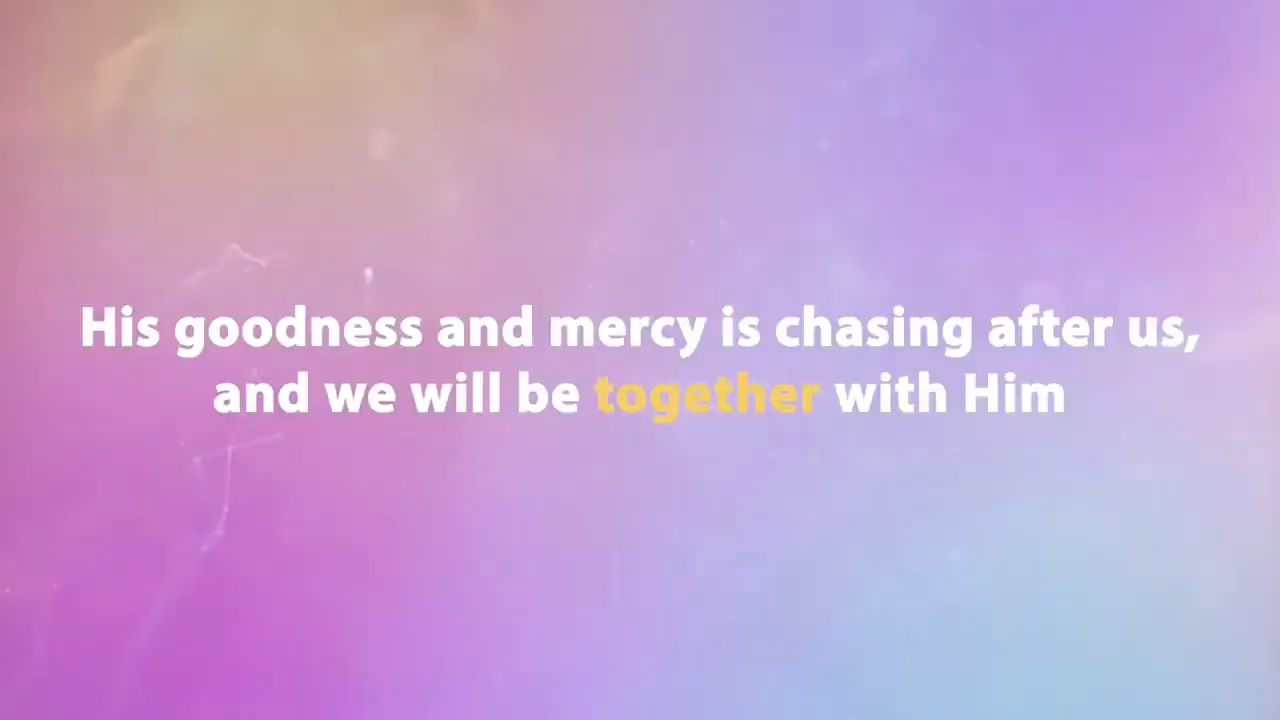 His goodness and mercy is chasing after us,
and we will be together with Him